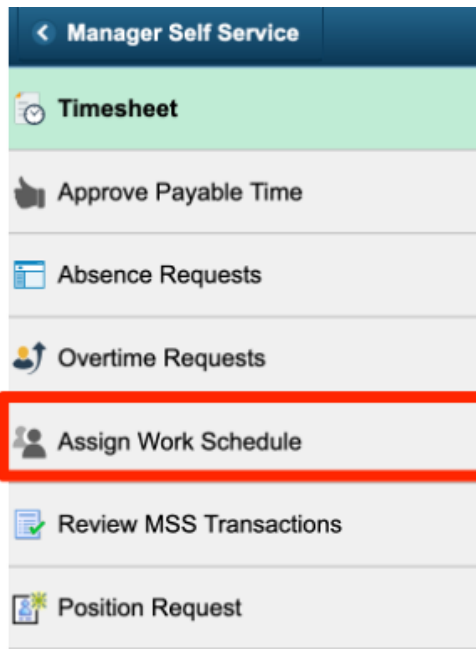 Manager Self Service
Timesheet
Approve Payable Time
Absence Requests
Overtime Requests
Assign Work Schedule
Review MSS Transactions
Position Request